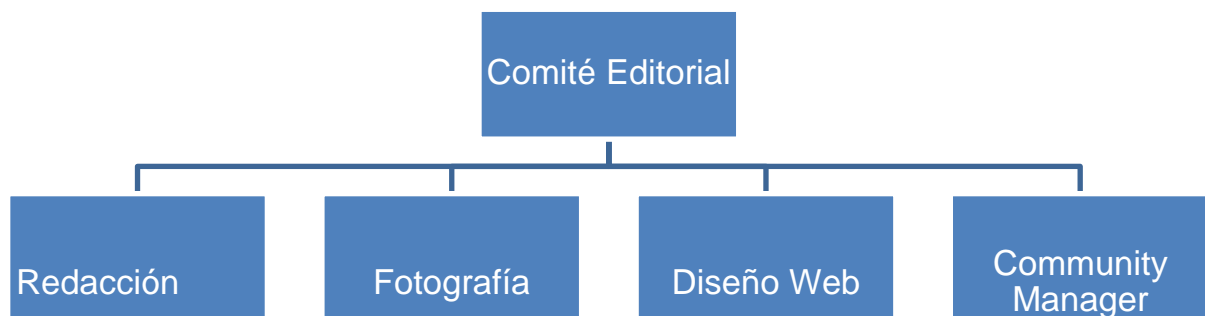 Comité Editorial
Redacción
Fotografía
Diseño Web
Community
Manager